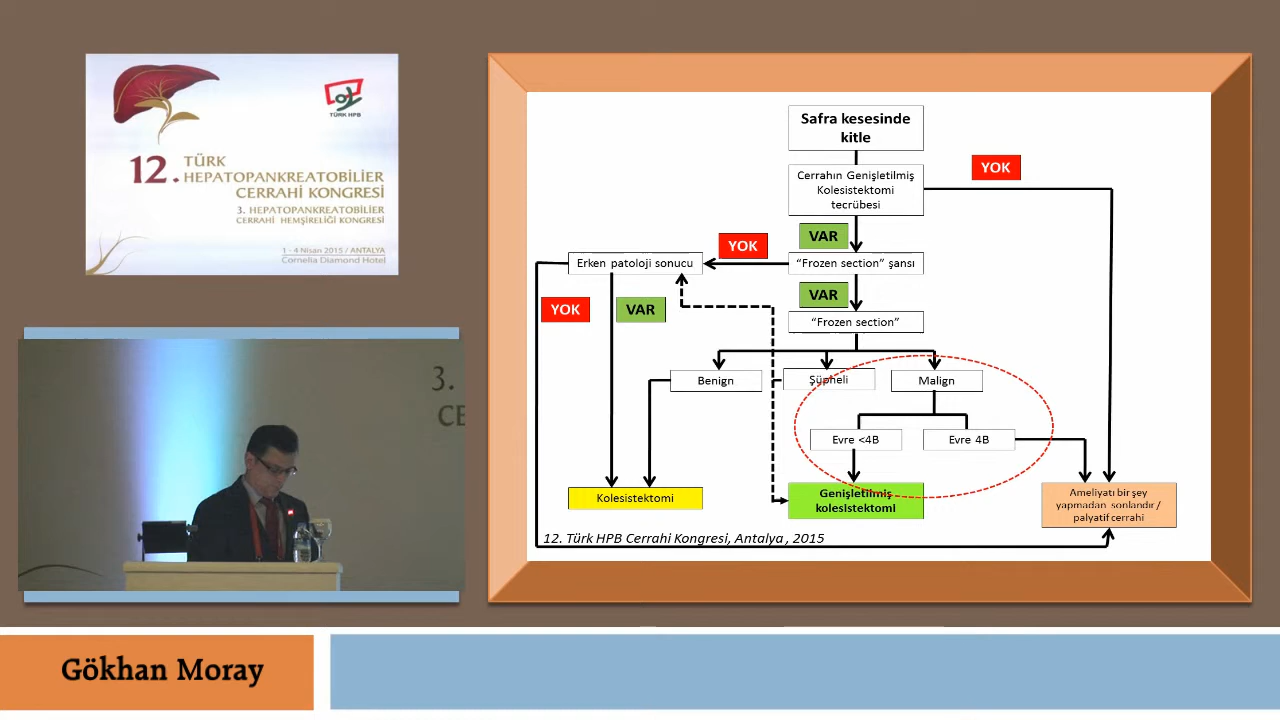 12. TÜRK
HEPATOPANKREATOBİLİER
CERRAHİ KONGRESİ
3. HEPATOPANKREATOBİLİER
CERRAHİ HEMŞİRELİĞİ KONGRESİ
1 - 4 Nisan 2015 / ANTALYA
Cornelia Diamond Hotel
TÜRK HPB
3.
CE
Safra kesesinde
kitle
Cerrahın Genişletilmiş
Kolesistektomi
tecrübesi
YOK
VAR
YOK
Erken patoloji sonucu
“Frozen section” şansı
YOK
VAR
VAR
“Frozen section”
Benign
Şüpheli
Malign
Evre <4B
Evre 4B
Kolesistektomi
Genişletilmiş
kolesistektomi
Ameliyatı bir şey
yapmadan sonlandır /
palyatif cerrahi
12. Türk HPB Cerrahi Kongresi, Antalya , 2015
Gökhan Moray